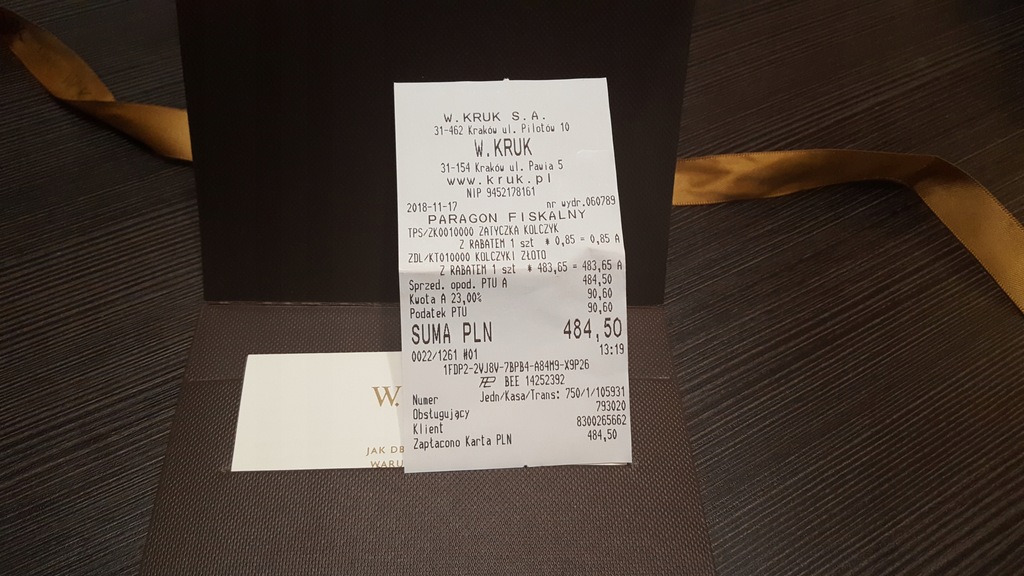 W.KRUK S.A.
31-462 Kraków ul. Pilotów 10
W.KRUK
31-154 Kraków ul. Pawia 5
www.kruk.pl
NIP 9452178161
2018-11-17 nr wydr.060789
PARAGON FISKALNY
TPS/ZK0010000 ZATYCZKA KOLCZYK
Z RABATEM 1 szt * 0,85 = 0,85 A
ZDL/KT010000 KOLCZYKI ZŁOTO
Z RABATEM 1 szt * 483,65 = 483,65 A
Sprzed. opod. PTU A 484,50
Kwota A 23,00% 90,60
Podatek PTU 90,60
SUMA PLN 484,50
0022/1261 #01 13:19
1FDP2-2VJ8V-7BPB4-A84M9-X9P26
BEE 14252392
Numer Jedn/Kasa/Trans: 750/1/105931
Obsługujący 793020
Klient 8300265662
Zapłacono Karta PLN 484,50
W.
JAK DB
WARU